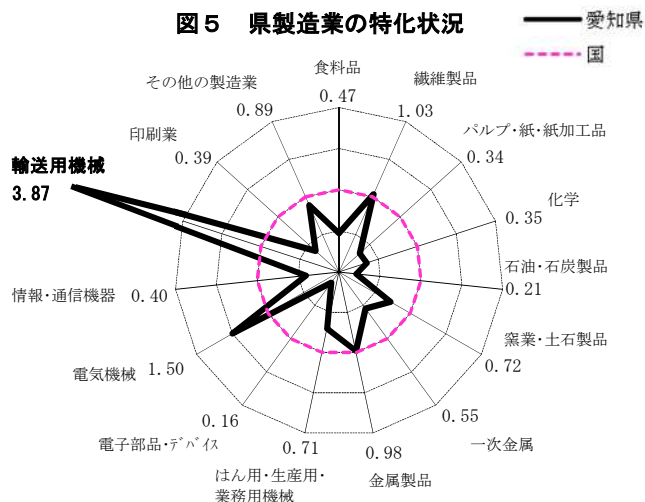 図５　県製造業の特化状況
愛知県
国
食料品
0.47
繊維製品
1.03
パルプ・紙・紙加工品
0.34
化学
0.35
石油・石炭製品
0.21
窯業・土石製品
0.72
一次金属
0.55
金属製品
0.98
はん用・生産用・
業務用機械
0.71
電子部品・ﾃﾞﾊﾞｲｽ
0.16
電気機械
1.50
情報・通信機器
0.40
輸送用機械
3.87
印刷業
0.39
その他の製造業
0.89